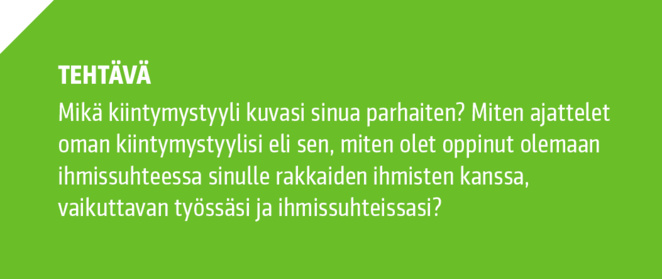 TEHTÄVÄ
Mikä kiintymystyyli kuvasi sinua parhaiten? Miten ajattelet
oman kiintymystyylisi eli sen, miten olet oppinut olemaan
ihmissuhteessa sinulle rakkaiden ihmisten kanssa,
vaikuttavan työssäsi ja ihmissuhteissasi?